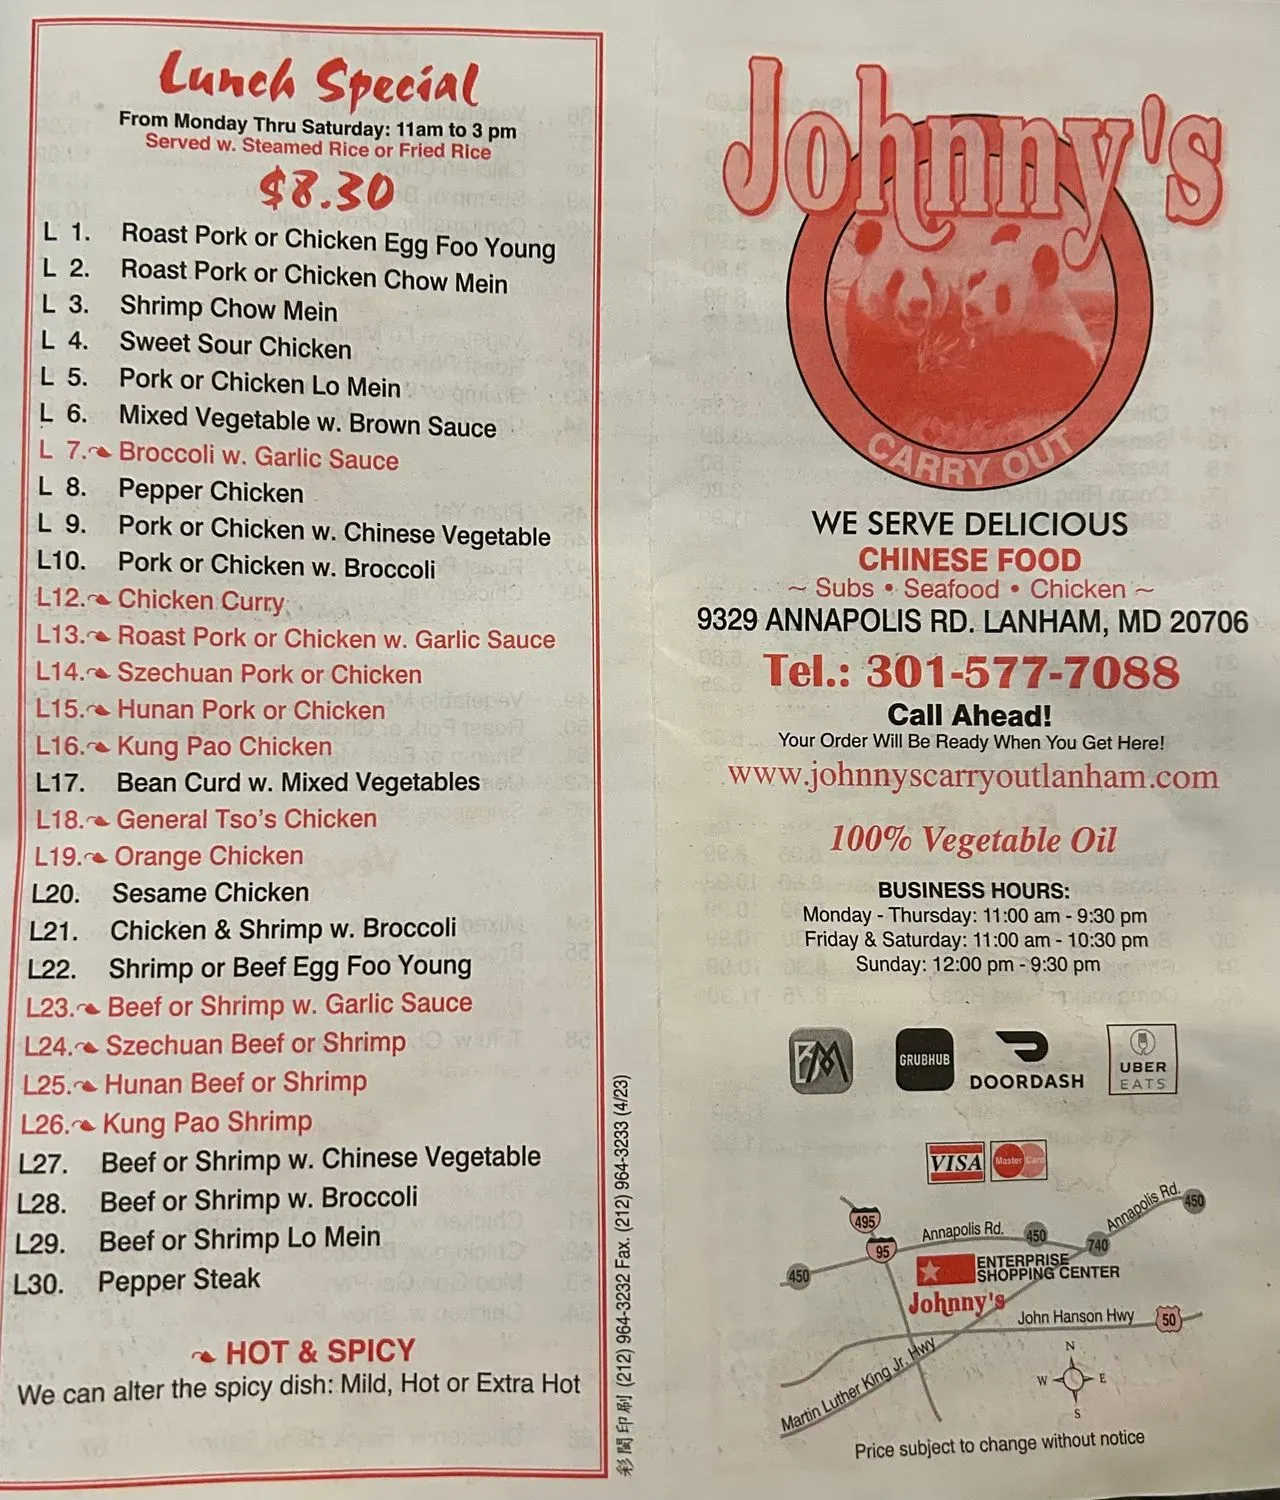 Lunch Special
From Monday Thru Saturday: 11am to 3 pm
Served w. Steamed Rice or Fried Rice
$8.30
L 1. Roast Pork or Chicken Egg Foo Young
L 2. Roast Pork or Chicken Chow Mein
L 3. Shrimp Chow Mein
L 4. Sweet Sour Chicken
L 5. Pork or Chicken Lo Mein
L 6. Mixed Vegetable w. Brown Sauce
L 7. Broccoli w. Garlic Sauce
L 8. Pepper Chicken
L 9. Pork or Chicken w. Chinese Vegetable
L10. Pork or Chicken w. Broccoli
L12. Chicken Curry
L13. Roast Pork or Chicken w. Garlic Sauce
L14. Szechuan Pork or Chicken
L15. Hunan Pork or Chicken
L16. Kung Pao Chicken
L17. Bean Curd w. Mixed Vegetables
L18. General Tso's Chicken
L19. Orange Chicken
L20. Sesame Chicken
L21. Chicken & Shrimp w. Broccoli
L22. Shrimp or Beef Egg Foo Young
L23. Beef or Shrimp w. Garlic Sauce
L24. Szechuan Beef or Shrimp
L25. Hunan Beef or Shrimp
L26. Kung Pao Shrimp
L27. Beef or Shrimp w. Chinese Vegetable
L28. Beef or Shrimp w. Broccoli
L29. Beef or Shrimp Lo Mein
L30. Pepper Steak
HOT & SPICY
We can alter the spicy dish: Mild, Hot or Extra Hot
彩閣印刷 (212) 964-3232 Fax. (212) 964-3233 (4/23)
Johnny's
CARRY OUT
WE SERVE DELICIOUS
CHINESE FOOD
~ Subs • Seafood • Chicken ~
9329 ANNAPOLIS RD. LANHAM, MD 20706
Tel.: 301-577-7088
Call Ahead!
Your Order Will Be Ready When You Get Here!
www.johnnyscarryoutlanham.com
100% Vegetable Oil
BUSINESS HOURS:
Monday - Thursday: 11:00 am - 9:30 pm
Friday & Saturday: 11:00 am - 10:30 pm
Sunday: 12:00 pm - 9:30 pm
BM
GRUBHUB
DOORDASH
UBER
EATS
VISA
MasterCard
495
95
Annapolis Rd.
450
740
Annapolis Rd.
450
450
ENTERPRISE
SHOPPING CENTER
Johnny's
John Hanson Hwy
50
Martin Luther King Jr. Hwy
N
W
E
S
Price subject to change without notice